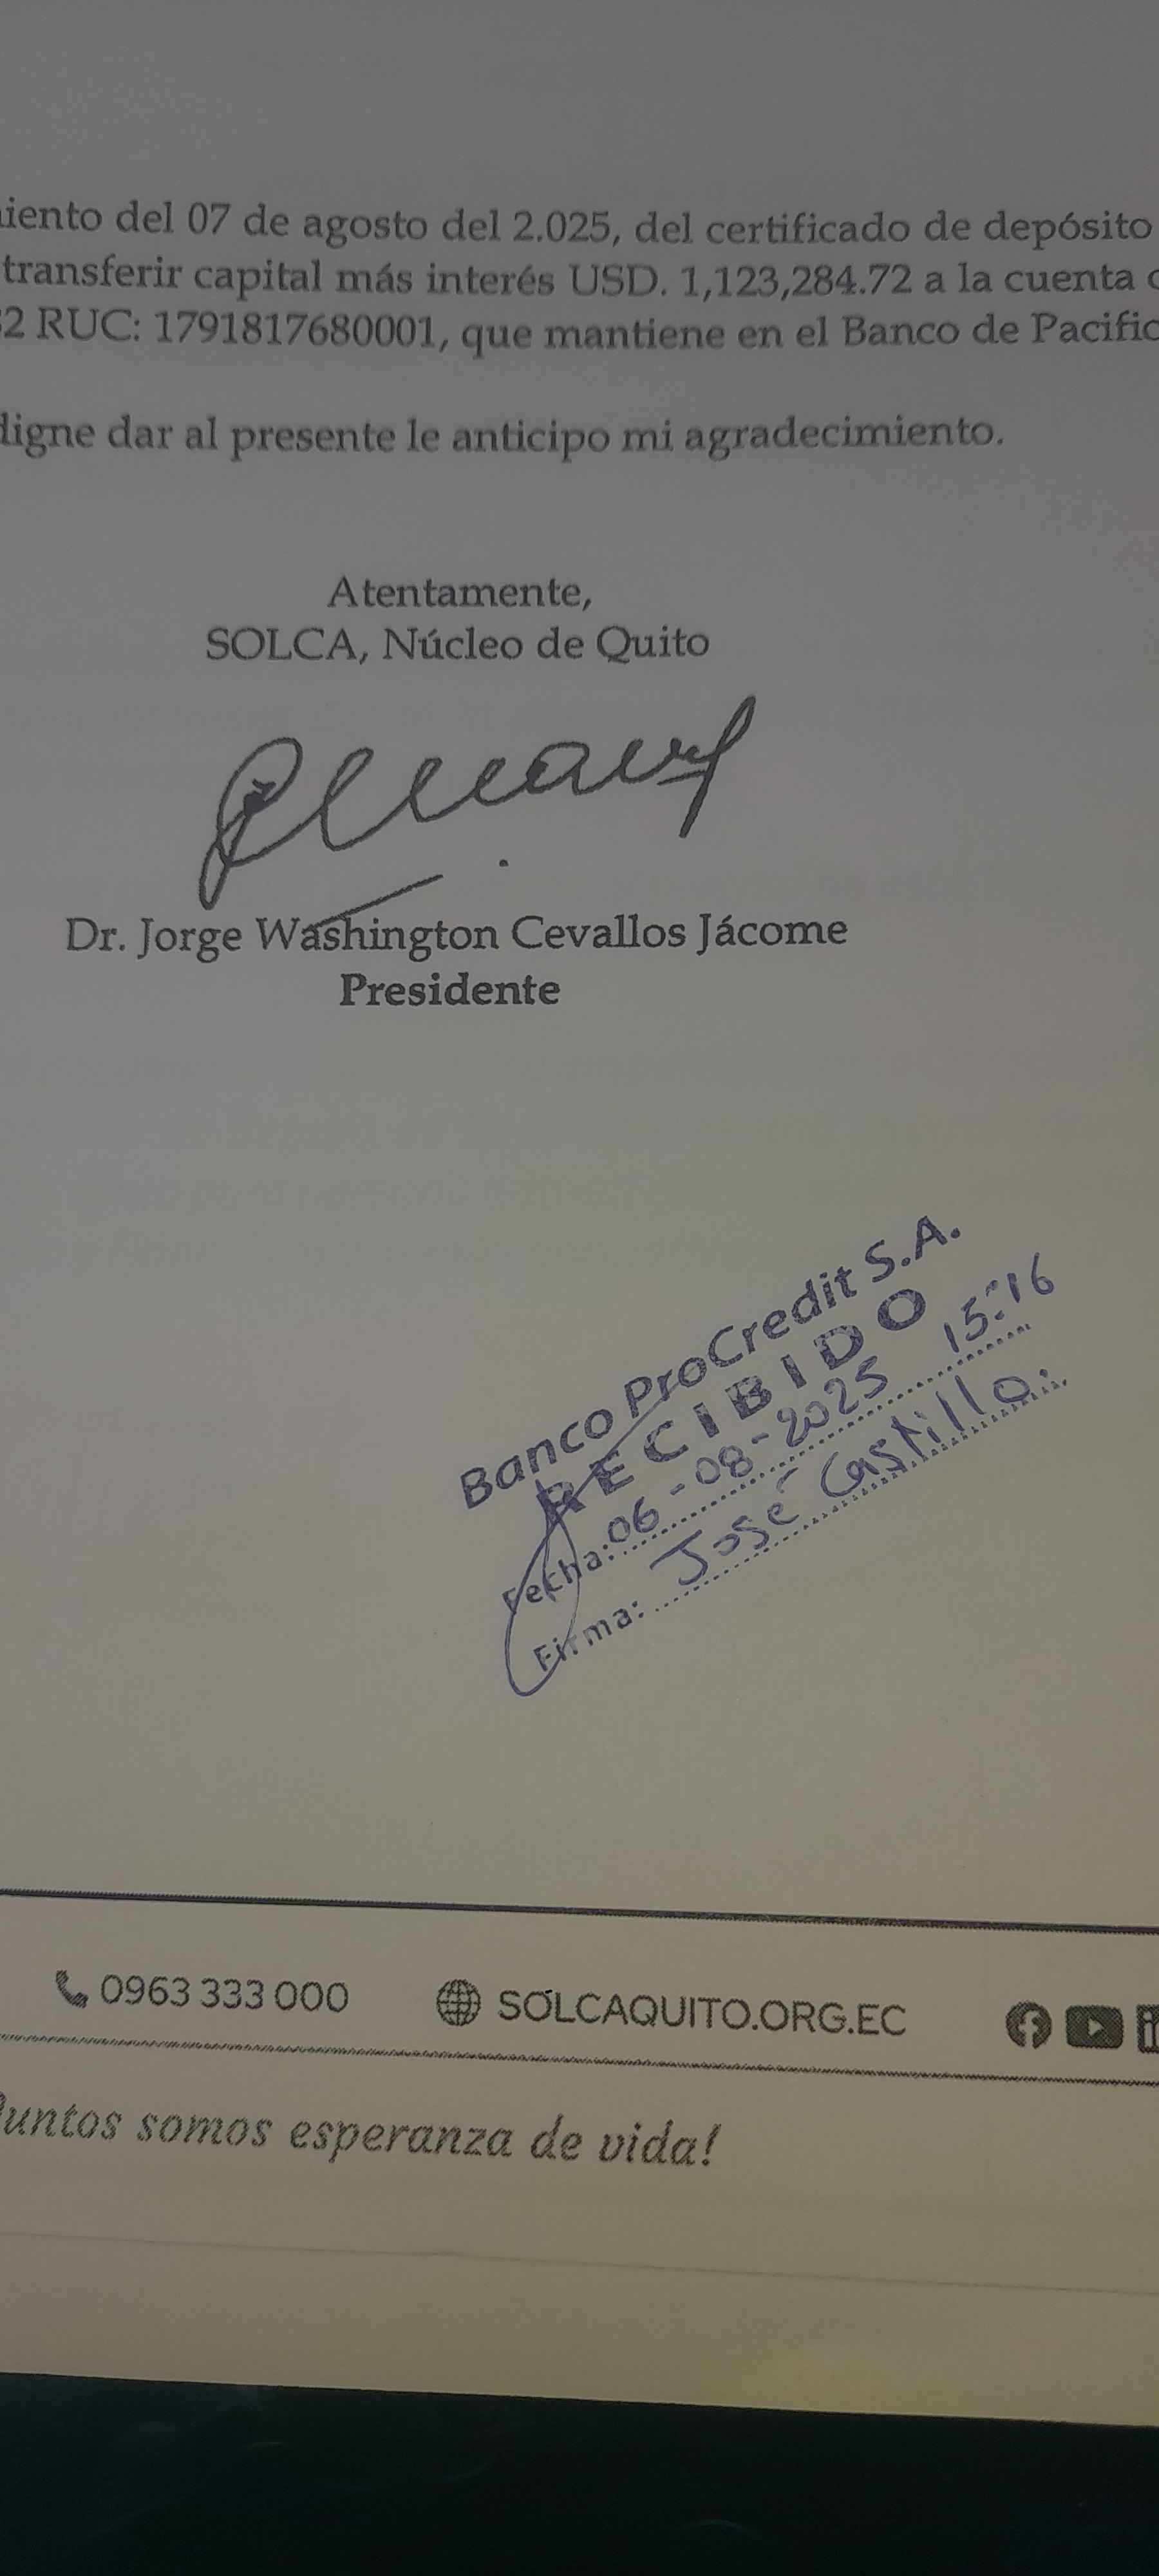 iento del 07 de agosto del 2.025, del certificado de depósito
transferir capital más interés USD. 1,123,284.72 a la cuenta
2 RUC: 1791817680001, que mantiene en el Banco de Pacific
digne dar al presente le anticipo mi agradecimiento.
Atentamente,
SOLCA, Núcleo de Quito
Dr. Jorge Washington Cevallos Jácome
Presidente
Banco ProCredit S.A.
RECIBIDO
Fecha: 06-08-2025 15:16
Firma: José Castillo
0963 333 000 SOLCAQUITO.ORG.EC
Juntos somos esperanza de vida!